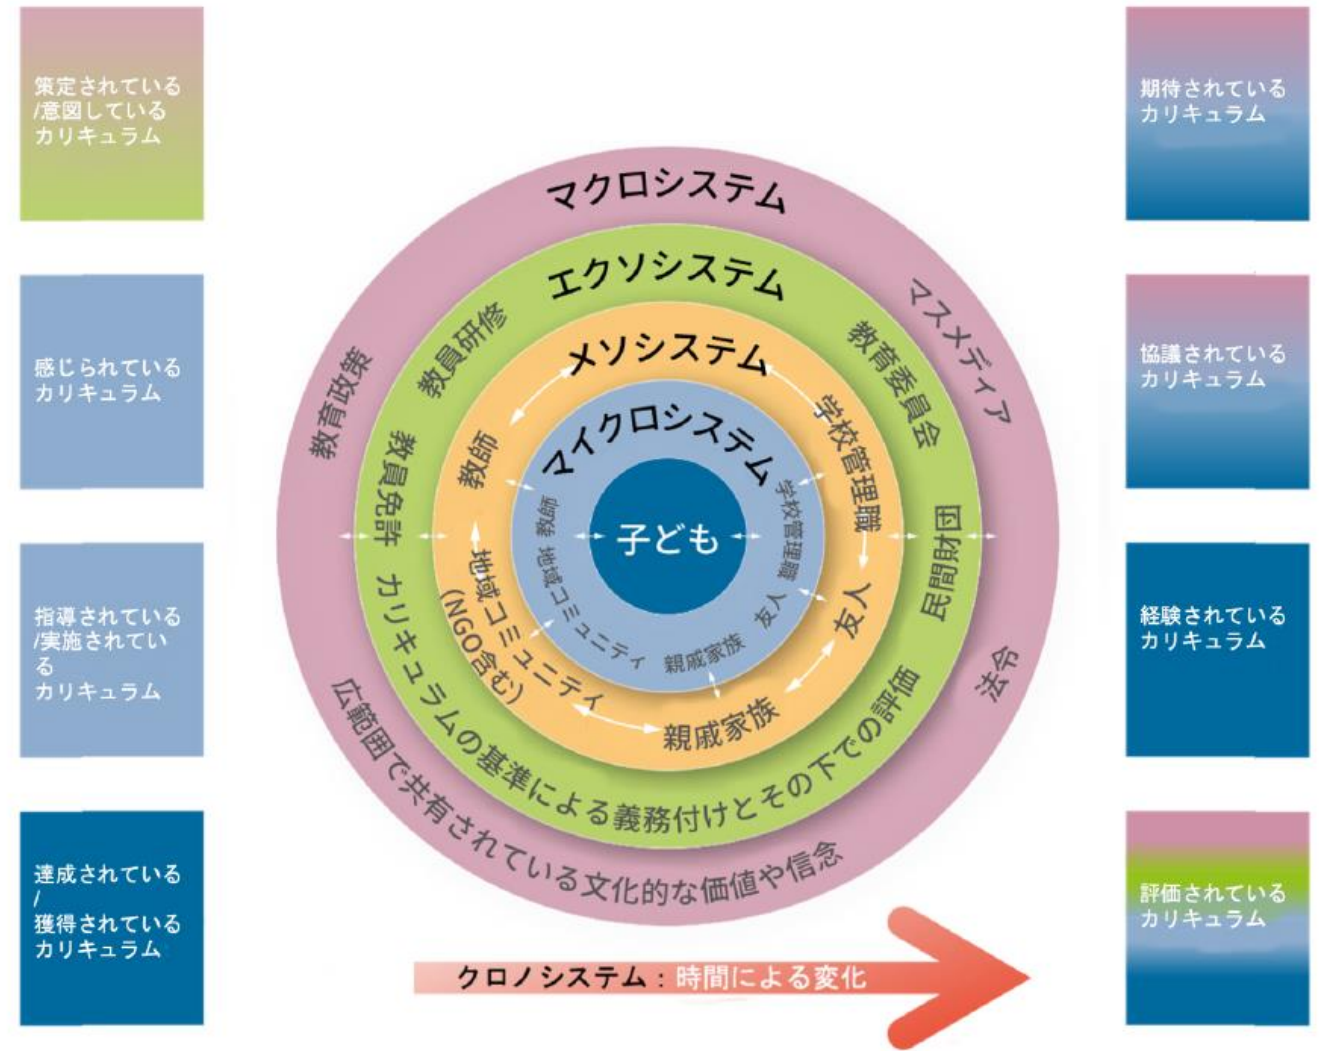 策定されている
/意図している
カリキュラム
感じられている
カリキュラム
指導されている
/実施されてい
る
カリキュラム
達成されている
/
獲得されている
カリキュラム
マクロシステム
教育政策
マスメディア
法令
広範囲で共有されている文化的な価値や信念
エクソシステム
教員研修
教育委員会
教員免許
民間財団
カリキュラムの基準による義務付けとその下での評価
メソシステム
教師
学校管理職
友人
親戚家族
地域コミュニティ
(NGO含む)
マイクロシステム
教師
学校管理職
友人
親戚家族
地域コミュニティ
子ども
クロノシステム：時間による変化
期待されている
カリキュラム
協議されている
カリキュラム
経験されている
カリキュラム
評価されている
カリキュラム